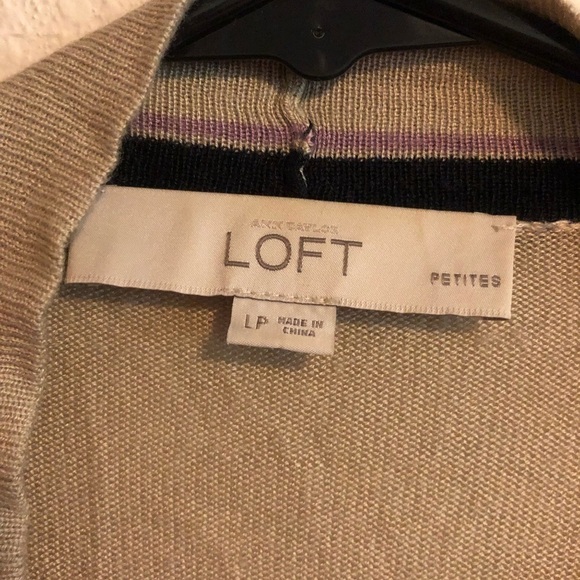 ANN TAYLOR
LOFT
PETITES
LP
MADE IN
CHINA